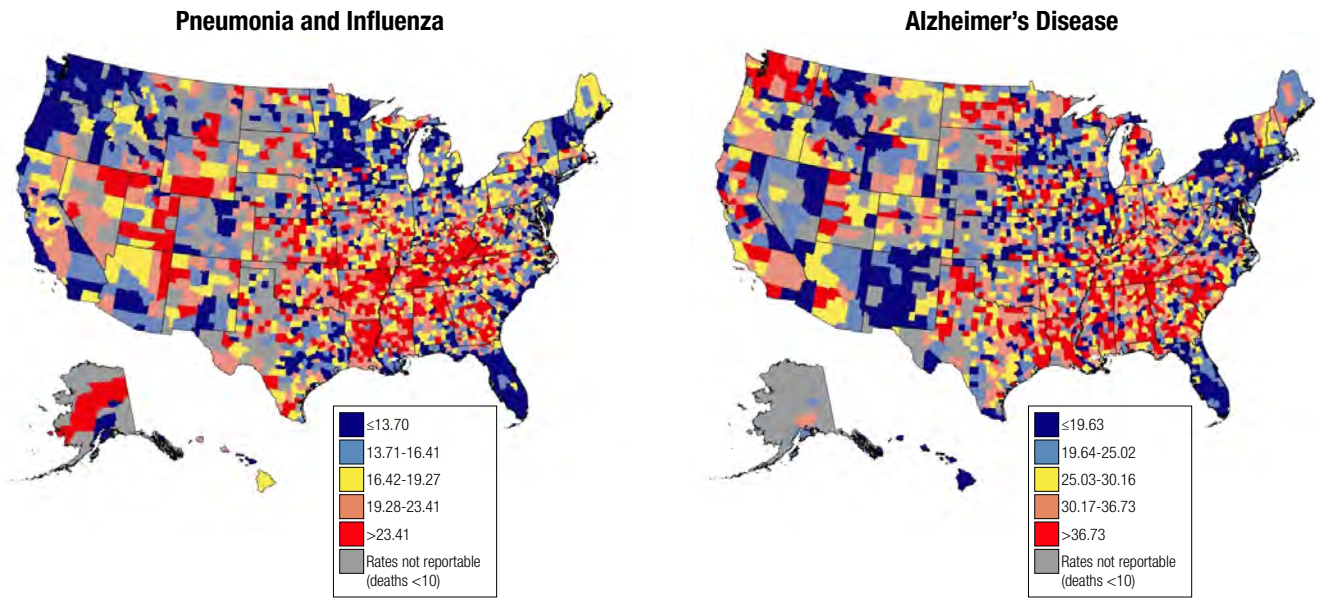 Pneumonia and Influenza
≤13.70
13.71-16.41
16.42-19.27
19.28-23.41
>23.41
Rates not reportable
(deaths <10)
Alzheimer’s Disease
≤19.63
19.64-25.02
25.03-30.16
30.17-36.73
>36.73
Rates not reportable
(deaths <10)